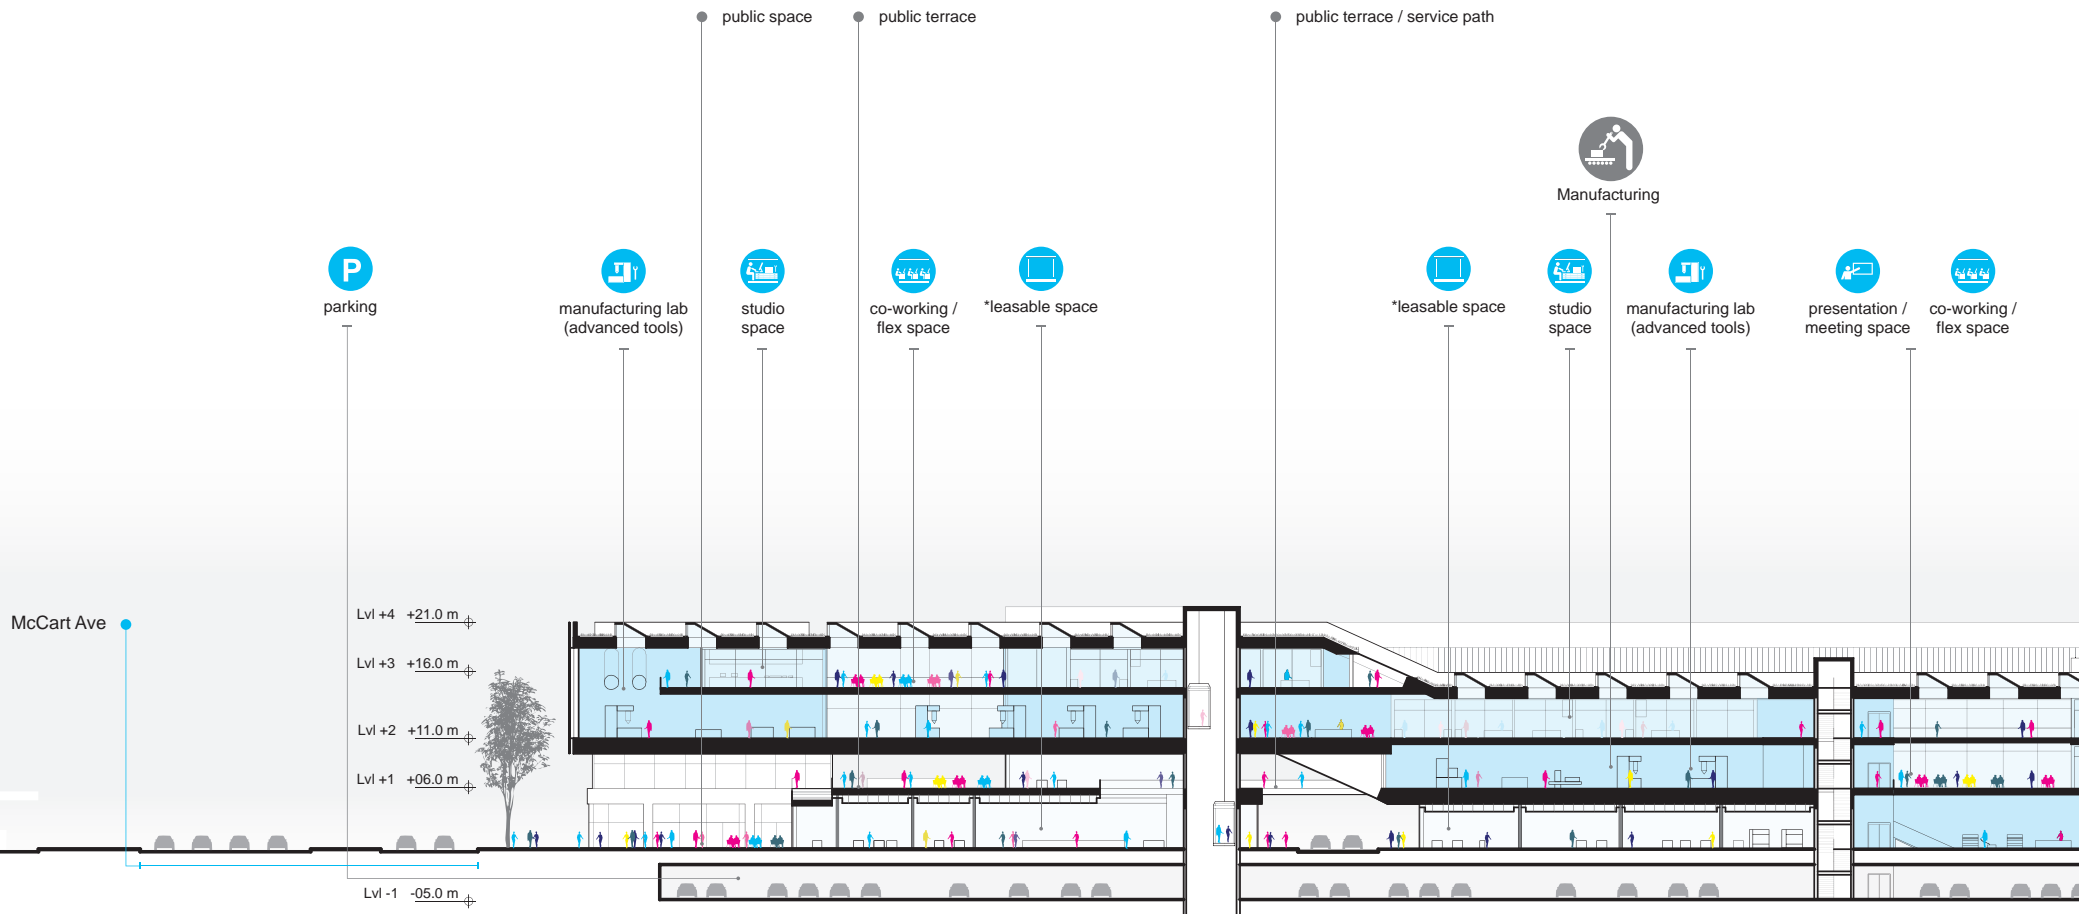 public space
public terrace
public terrace / service path
Manufacturing
P
parking
manufacturing lab
(advanced tools)
studio
space
co-working /
flex space
*leasable space
*leasable space
studio
space
manufacturing lab
(advanced tools)
presentation /
meeting space
co-working /
flex space
McCart Ave
Lvl +4 +21.0 m
Lvl +3 +16.0 m
Lvl +2 +11.0 m
Lvl +1 +06.0 m
Lvl -1 -05.0 m